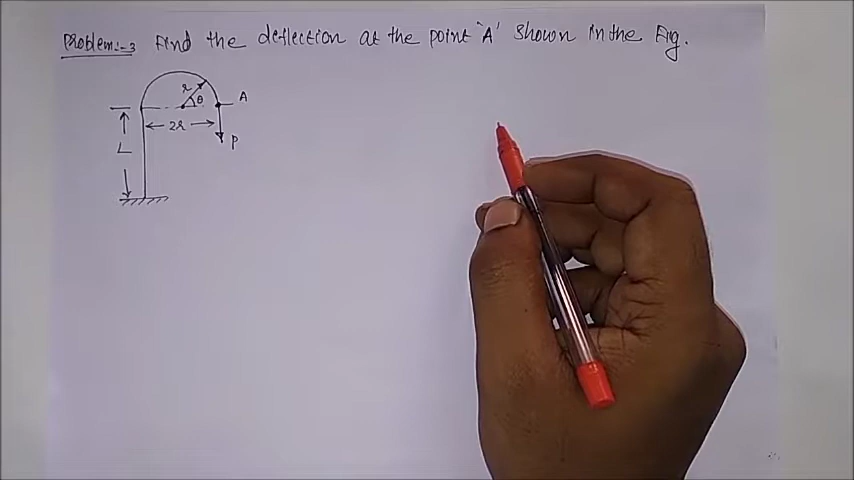 Problem:-3 Find the deflection at the point 'A' shown in the Fig.
r
θ
A
2r
P
L